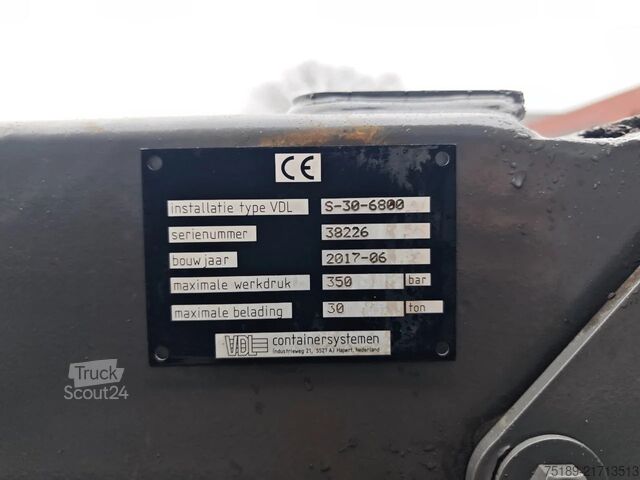 CE
installatie type VDL S-30-6800
serienummer 38226
bouwjaar 2017-06
maximale werkdruk 350 bar
maximale belading 30 ton
VDL containersystemen
Industrieweg 21, 5527 AJ Hapert, Nederland
Truck
Scout24
75189-21713513